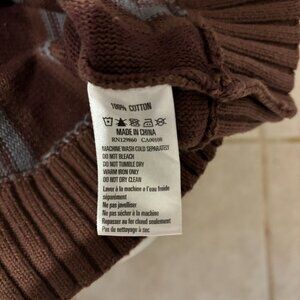 100% COTTON
MADE IN CHINA
RN129860 CA00108
MACHINE WASH COLD SEPARATELY
DO NOT BLEACH
DO NOT TUMBLE DRY
WARM IRON ONLY
DO NOT DRY CLEAN
Laver à la machine a l'eau froide
séparément
Ne pas javelliser
Ne pas sécher à la machine
Repasser au fer chaud seulement
Pas de nettoyage à sec